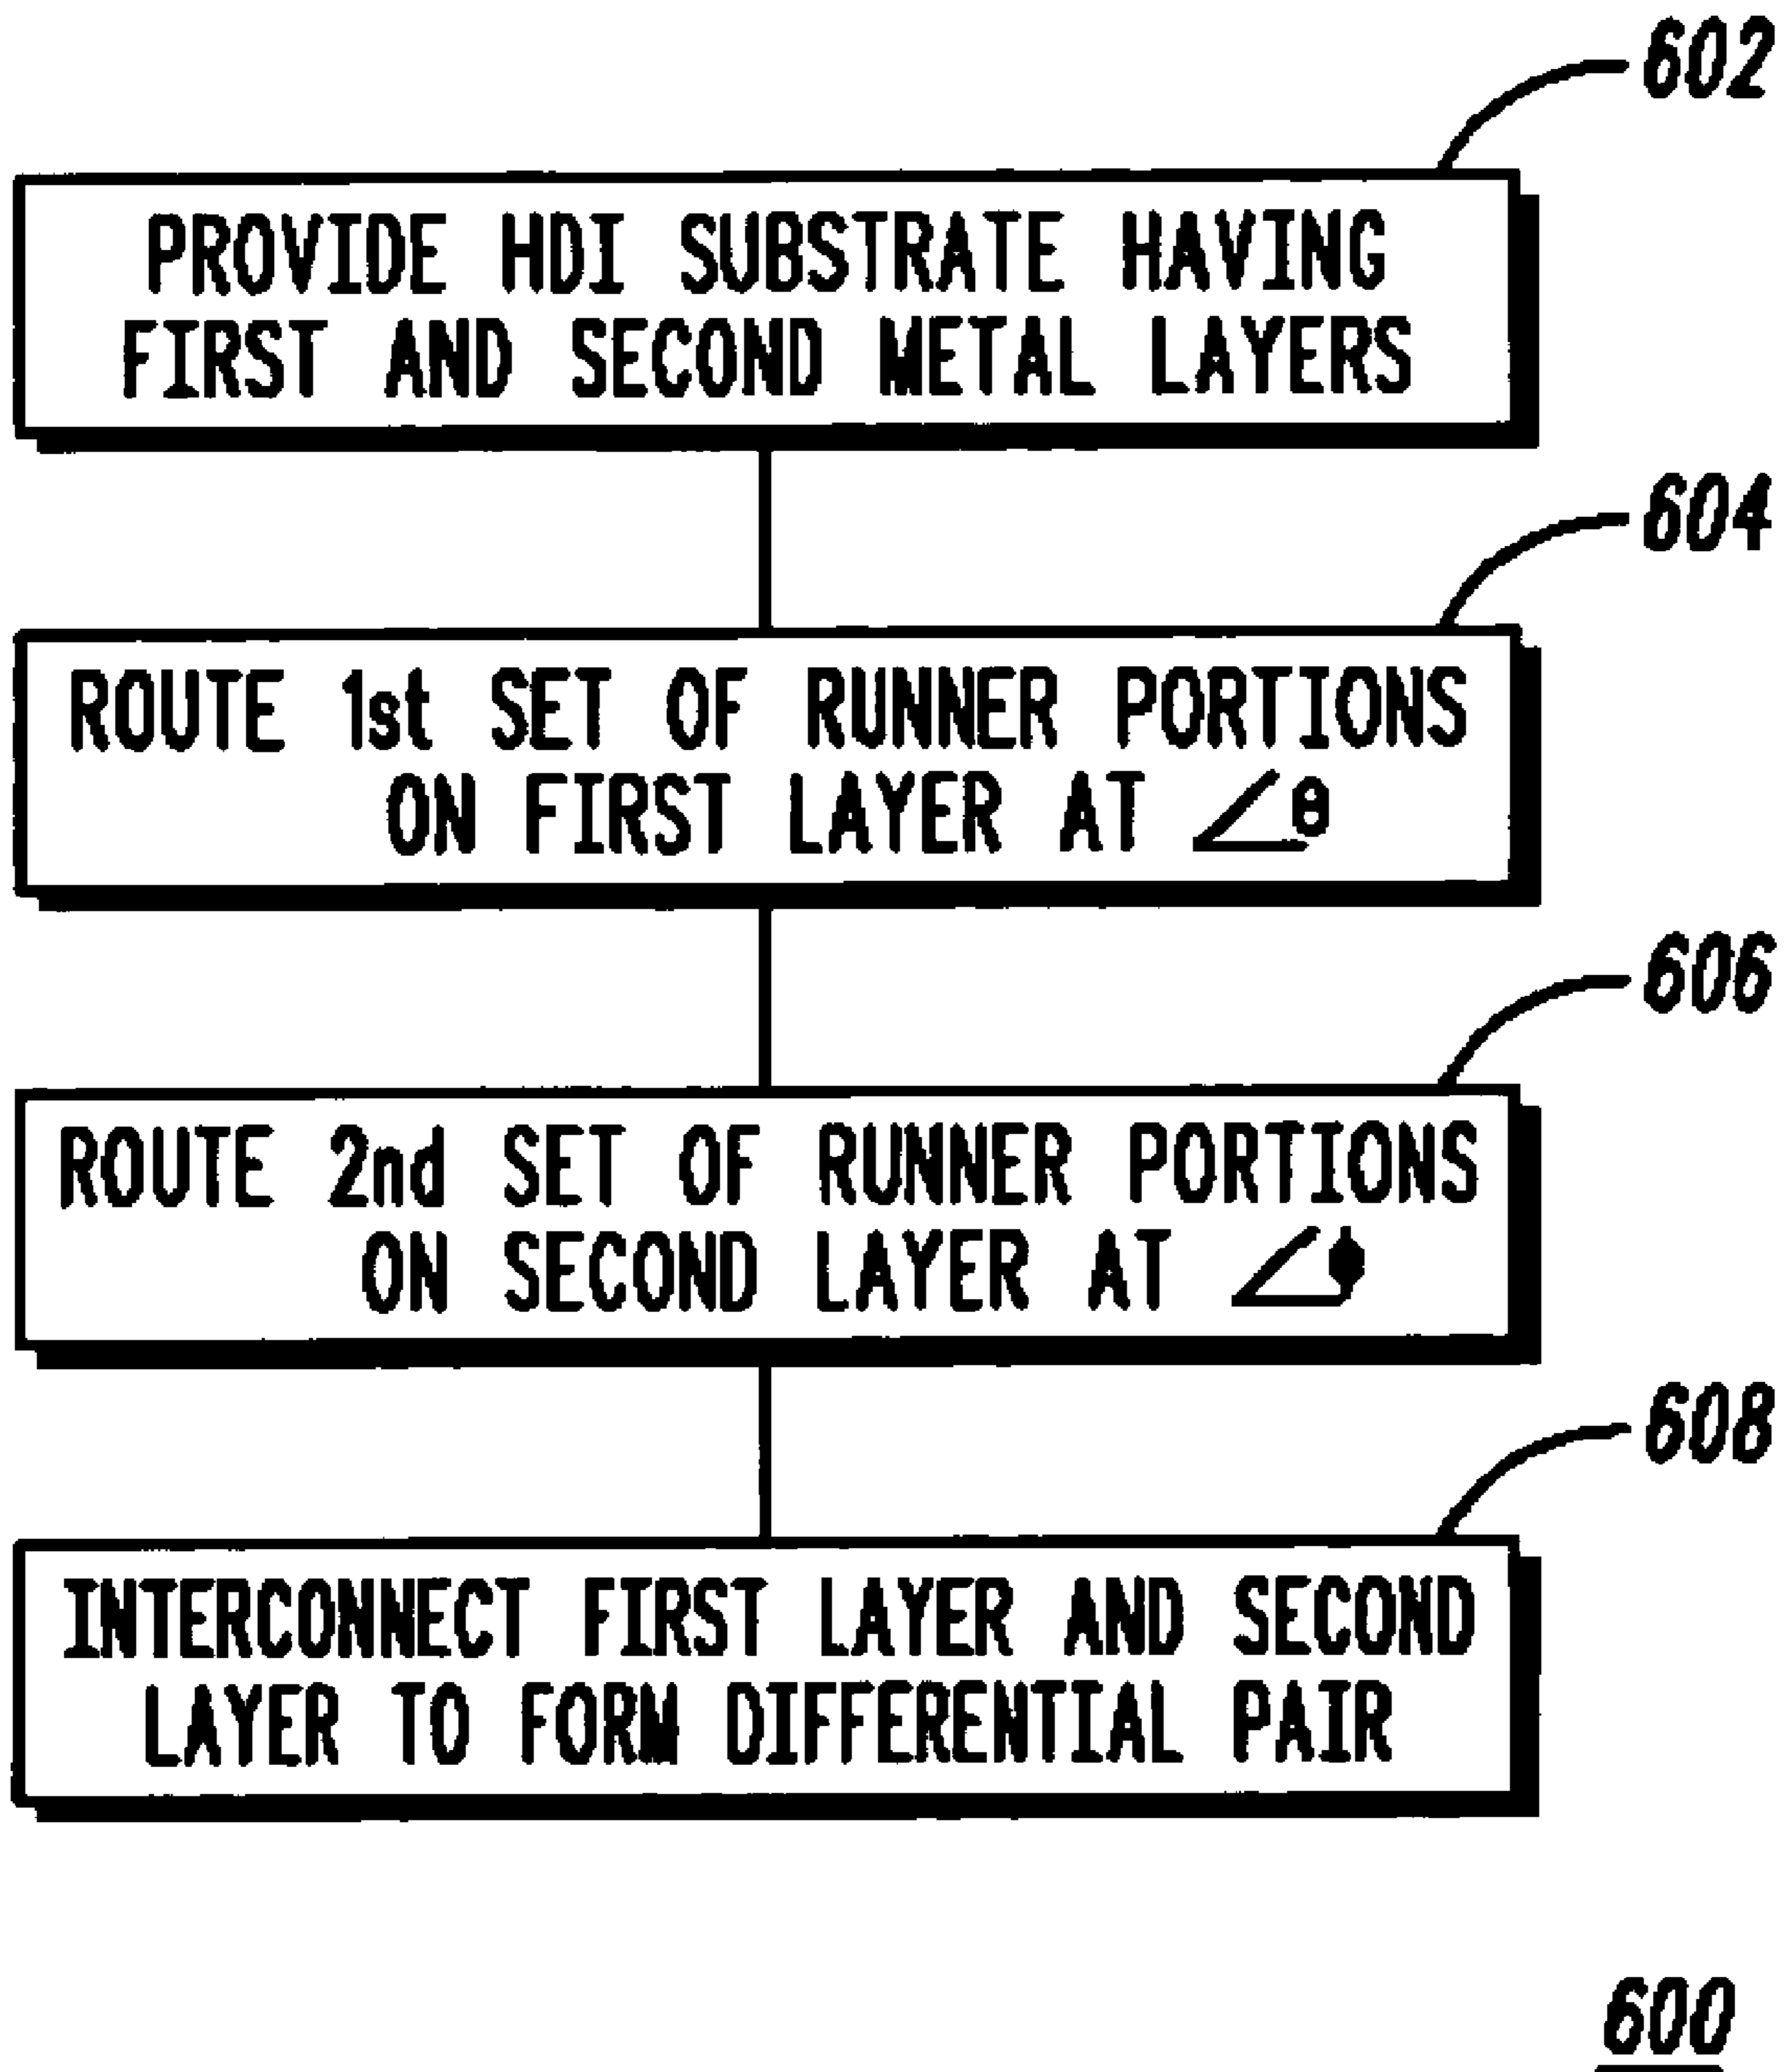 602
PROVIDE HDI SUBSTRATE HAVING
FIRST AND SECOND METAL LAYERS
604
ROUTE 1st SET OF RUNNER PORTIONS
ON FIRST LAYER AT ∠θ
606
ROUTE 2nd SET OF RUNNER PORTIONS
ON SECOND LAYER AT ∠
608
INTERCONNECT FIRST LAYER AND SECOND
LAYER TO FORM DIFFERENTIAL PAIR
600